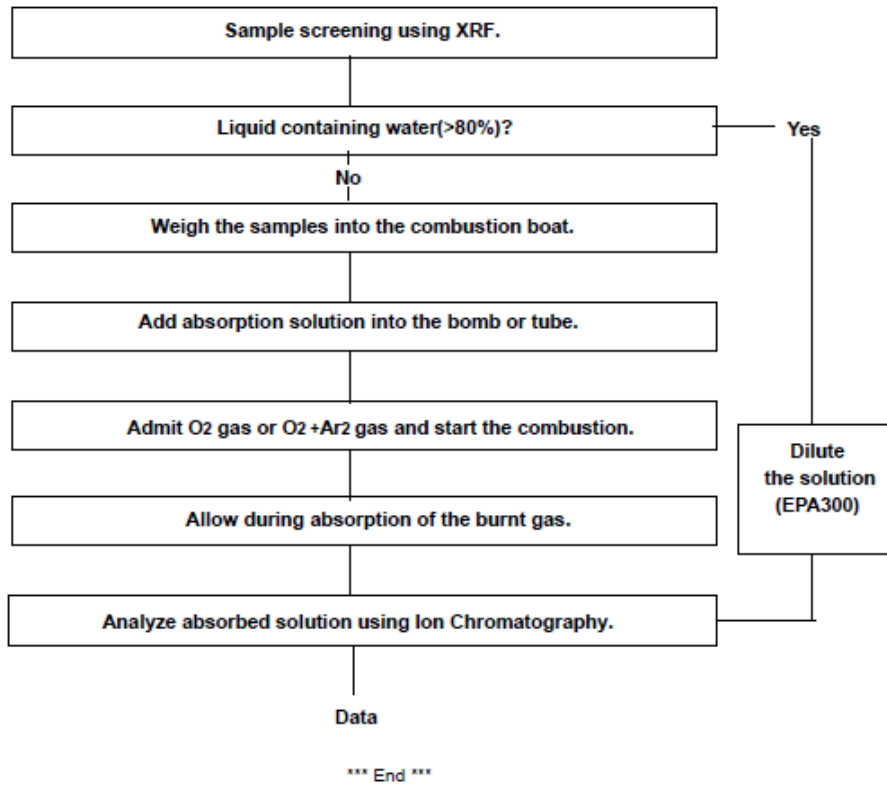 Sample screening using XRF.
Liquid containing water(>80%)?
Yes
No
Weigh the samples into the combustion boat.
Add absorption solution into the bomb or tube.
Admit O2 gas or O2 +Ar2 gas and start the combustion.
Dilute
the solution
(EPA300)
Allow during absorption of the burnt gas.
Analyze absorbed solution using Ion Chromatography.
Data
*** End ***